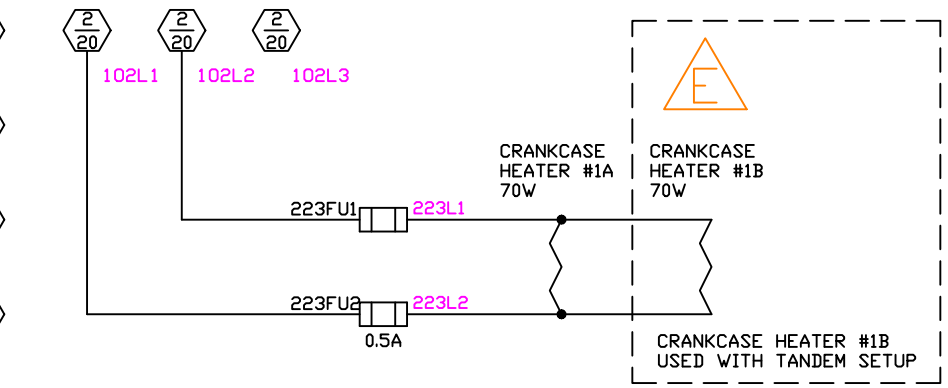 2
20
2
20
2
20
102L1
102L2
102L3
E
CRANKCASE
HEATER #1A
70W
CRANKCASE
HEATER #1B
70W
223FU1
223L1
223FU2
223L2
0.5A
CRANKCASE HEATER #1B
USED WITH TANDEM SETUP